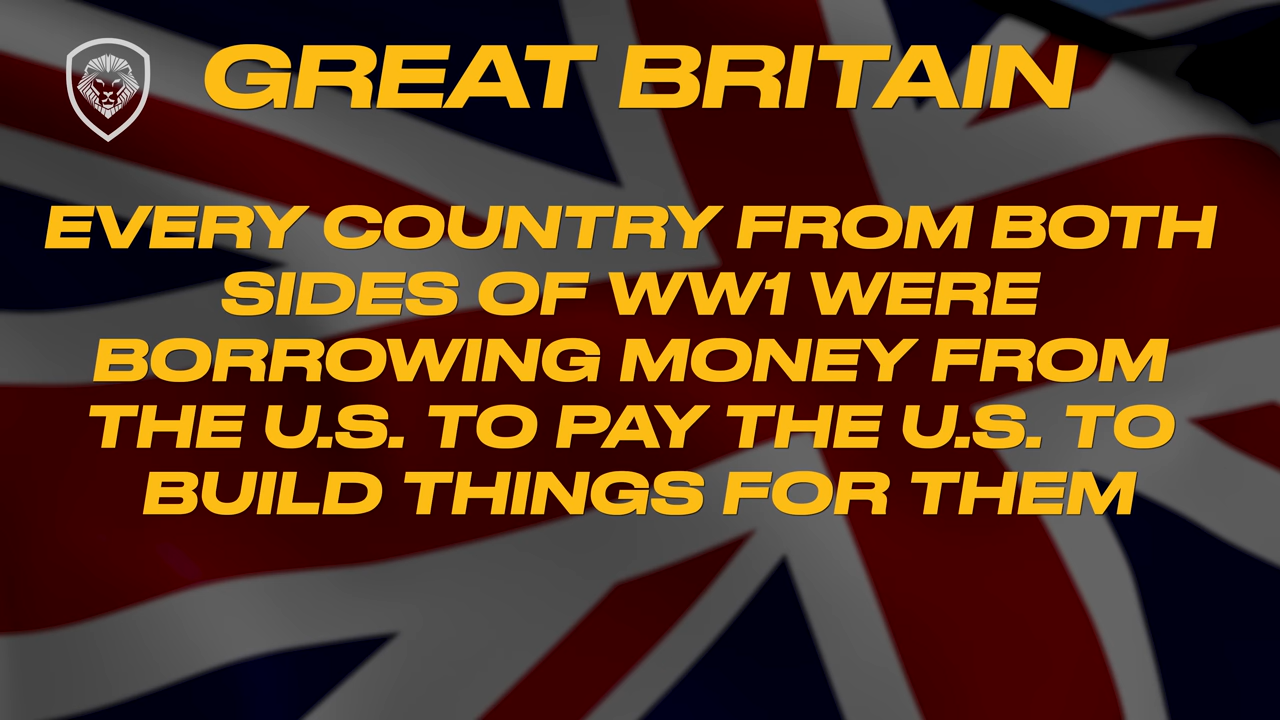 GREAT BRITAIN
EVERY COUNTRY FROM BOTH
SIDES OF WW1 WERE
BORROWING MONEY FROM
THE U.S. TO PAY THE U.S. TO
BUILD THINGS FOR THEM